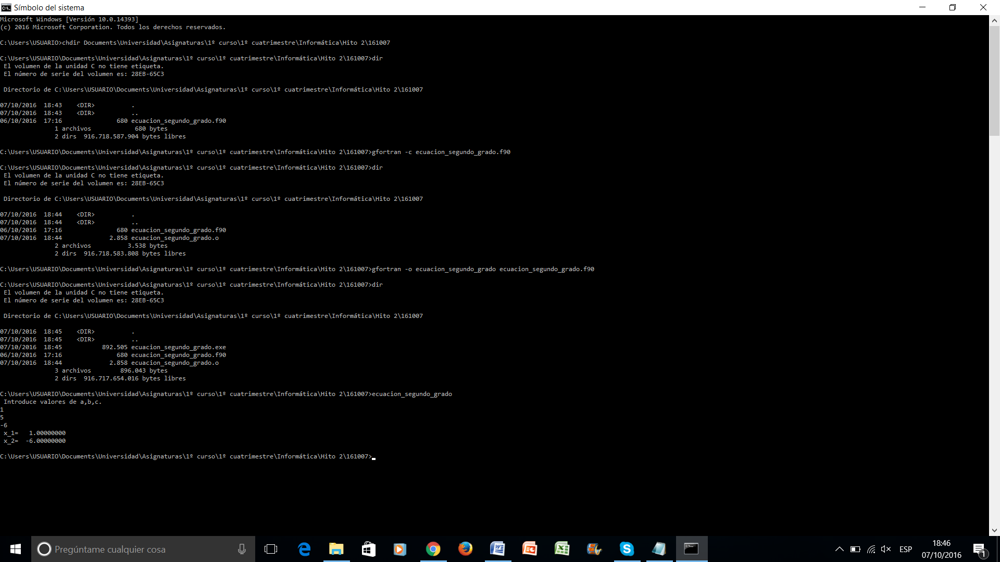 Símbolo del sistema
Microsoft Windows [Versión 10.0.14393]
(c) 2016 Microsoft Corporation. Todos los derechos reservados.
C:\Users\USUARIO>chdir Documents\Universidad\Asignaturas\1º curso\1º cuatrimestre\Informática\Hito 2\161007
C:\Users\USUARIO\Documents\Universidad\Asignaturas\1º curso\1º cuatrimestre\Informática\Hito 2\161007>dir
El volumen de la unidad C no tiene etiqueta.
El número de serie del volumen es: 28EB-65C3
Directorio de C:\Users\USUARIO\Documents\Universidad\Asignaturas\1º curso\1º cuatrimestre\Informática\Hito 2\161007
07/10/2016  18:43    <DIR>          .
07/10/2016  18:43    <DIR>          ..
06/10/2016  17:16               680 ecuacion_segundo_grado.f90
1 archivos            680 bytes
2 dirs  916.718.587.904 bytes libres
C:\Users\USUARIO\Documents\Universidad\Asignaturas\1º curso\1º cuatrimestre\Informática\Hito 2\161007>gfortran -c ecuacion_segundo_grado.f90
C:\Users\USUARIO\Documents\Universidad\Asignaturas\1º curso\1º cuatrimestre\Informática\Hito 2\161007>dir
El volumen de la unidad C no tiene etiqueta.
El número de serie del volumen es: 28EB-65C3
Directorio de C:\Users\USUARIO\Documents\Universidad\Asignaturas\1º curso\1º cuatrimestre\Informática\Hito 2\161007
07/10/2016  18:44    <DIR>          .
07/10/2016  18:44    <DIR>          ..
06/10/2016  17:16               680 ecuacion_segundo_grado.f90
07/10/2016  18:44             2.858 ecuacion_segundo_grado.o
2 archivos          3.538 bytes
2 dirs  916.718.583.808 bytes libres
C:\Users\USUARIO\Documents\Universidad\Asignaturas\1º curso\1º cuatrimestre\Informática\Hito 2\161007>gfortran -o ecuacion_segundo_grado ecuacion_segundo_grado.f90
C:\Users\USUARIO\Documents\Universidad\Asignaturas\1º curso\1º cuatrimestre\Informática\Hito 2\161007>dir
El volumen de la unidad C no tiene etiqueta.
El número de serie del volumen es: 28EB-65C3
Directorio de C:\Users\USUARIO\Documents\Universidad\Asignaturas\1º curso\1º cuatrimestre\Informática\Hito 2\161007
07/10/2016  18:45    <DIR>          .
07/10/2016  18:45    <DIR>          ..
07/10/2016  18:45           892.505 ecuacion_segundo_grado.exe
06/10/2016  17:16               680 ecuacion_segundo_grado.f90
07/10/2016  18:44             2.858 ecuacion_segundo_grado.o
3 archivos        896.043 bytes
2 dirs  916.717.654.016 bytes libres
C:\Users\USUARIO\Documents\Universidad\Asignaturas\1º curso\1º cuatrimestre\Informática\Hito 2\161007>ecuacion_segundo_grado
Introduce valores de a,b,c.
1
5
-6
x_1=   1.00000000
x_2=  -6.00000000
C:\Users\USUARIO\Documents\Universidad\Asignaturas\1º curso\1º cuatrimestre\Informática\Hito 2\161007>
Pregúntame cualquier cosa
ESP
18:46
07/10/2016
1